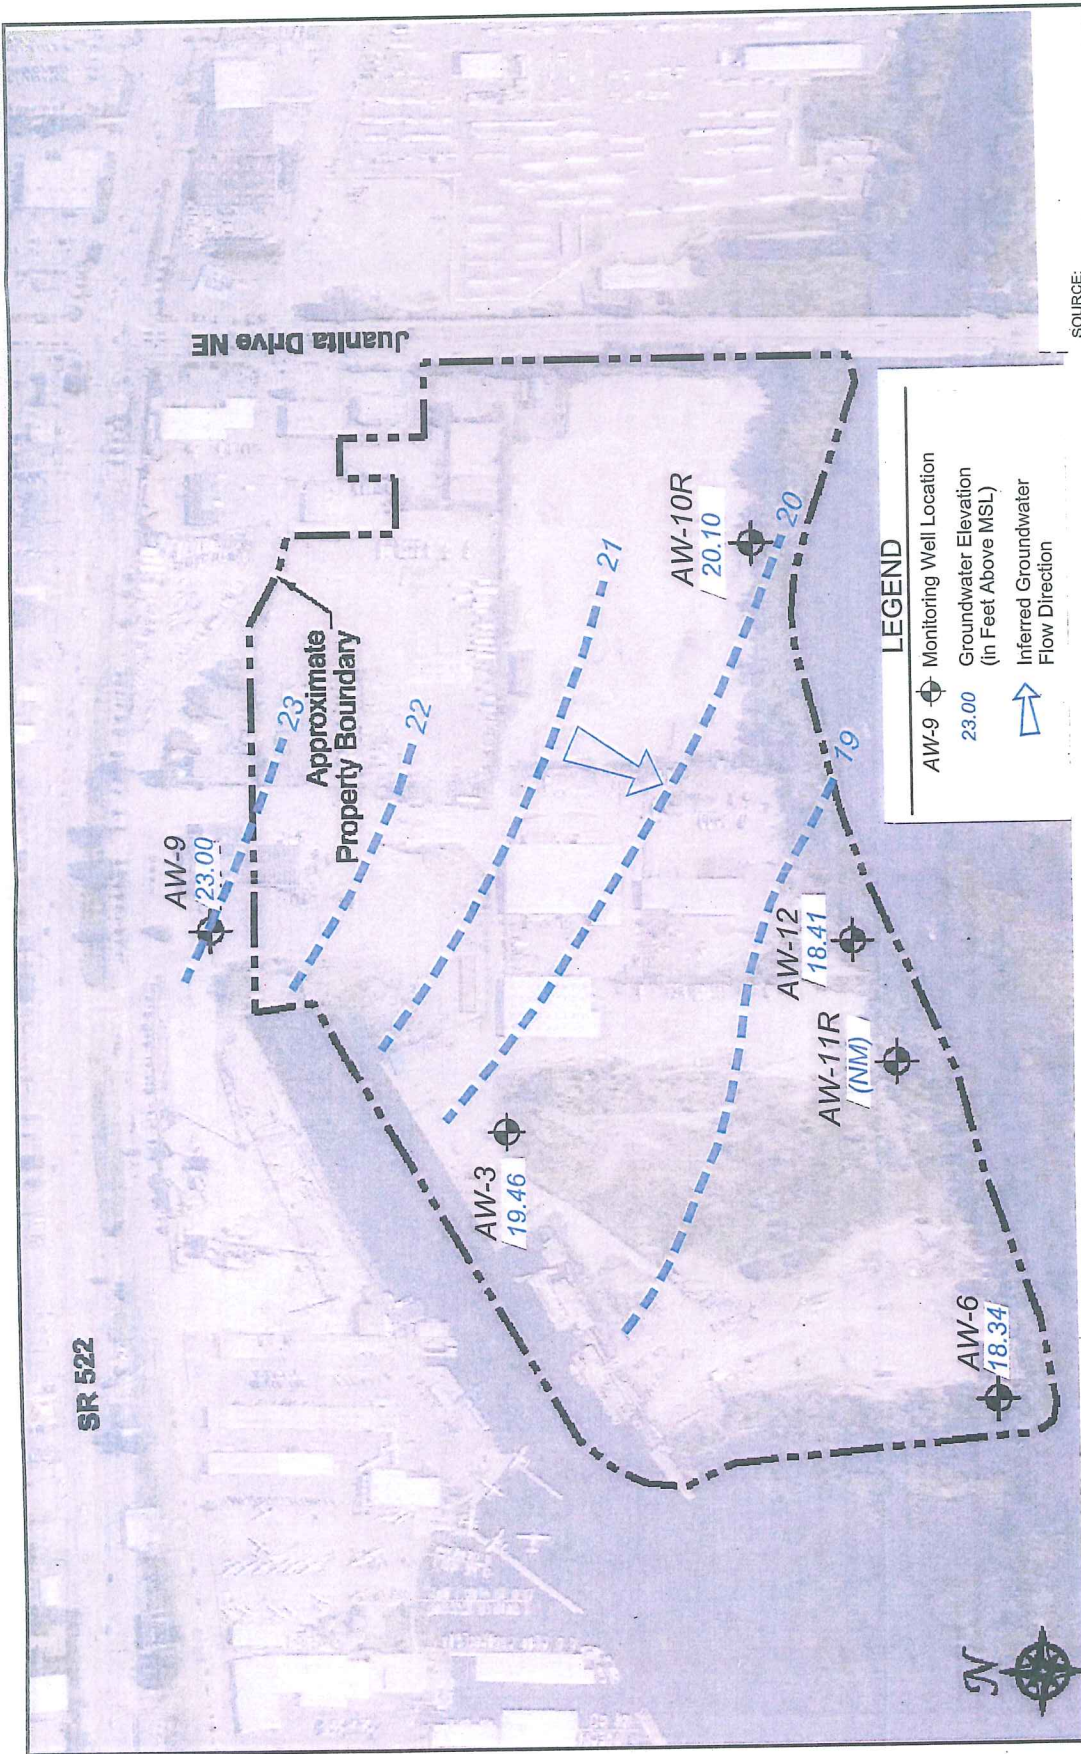 SR 522
AW-9
23.00
23
Approximate
Property Boundary
22
Juanita Drive NE
21
AW-3
19.46
AW-10R
20.10
20
AW-12
18.41
19
AW-11R
(NM)
AW-6
18.34
N
LEGEND
AW-9 Monitoring Well Location
23.00 Groundwater Elevation
(in Feet Above MSL)
Inferred Groundwater
Flow Direction
SOURCE: